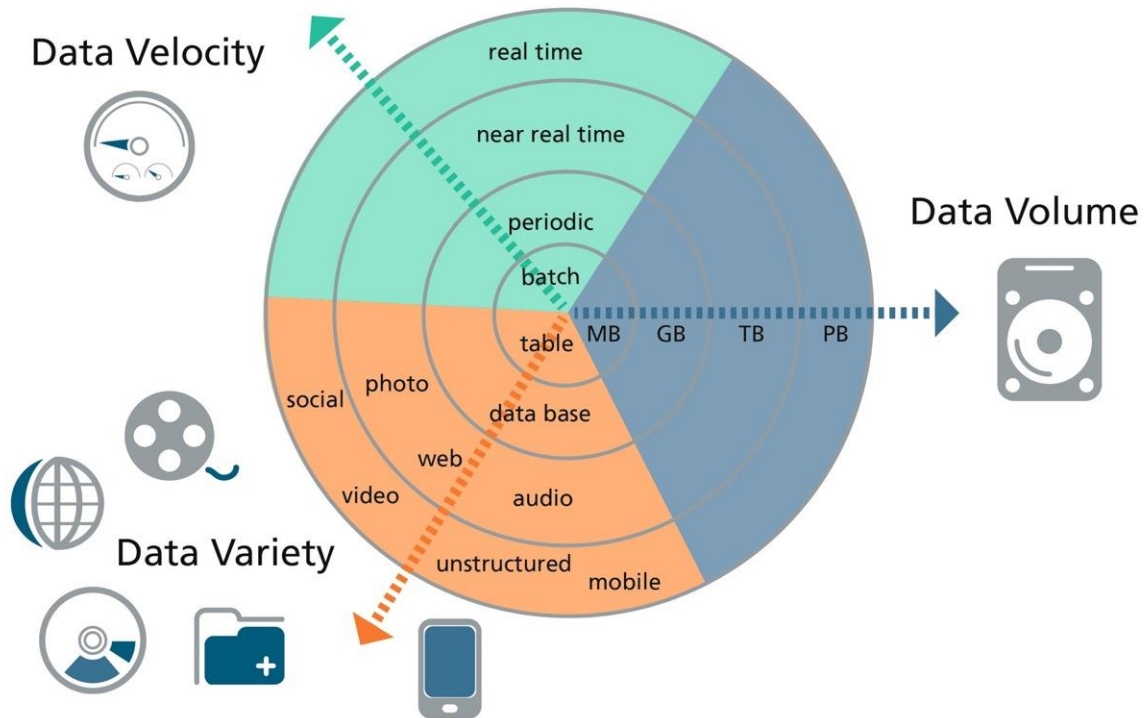 real time
Data Velocity
near real time
periodic
Data Volume
batch
MB GB TB PB
table
photo
social
data base
web
video
audio
Data Variety
unstructured
mobile